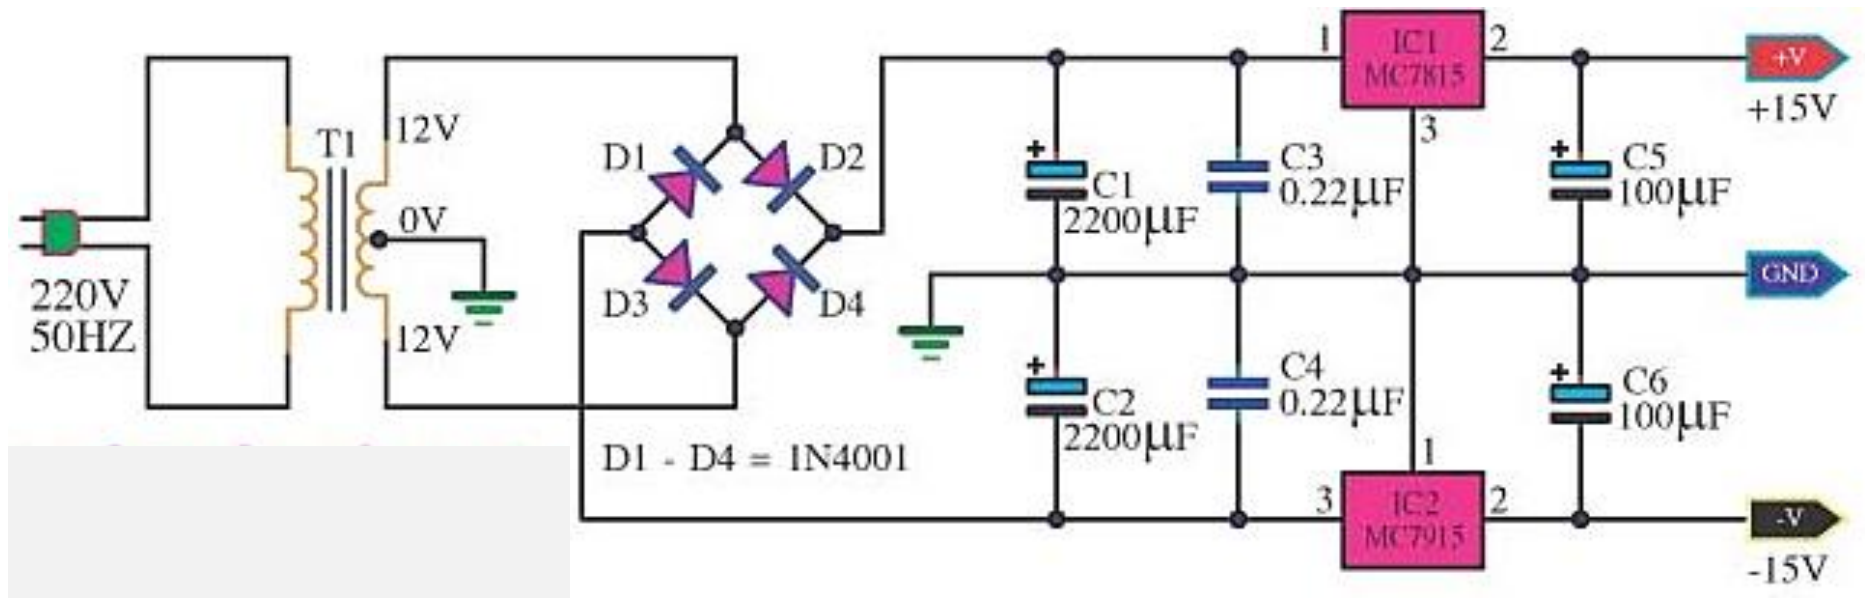 220V
50HZ
T1
12V
0V
12V
D1
D2
D3
D4
D1 - D4 = 1N4001
+
C1
2200µF
C3
0.22µF
+
C2
2200µF
C4
0.22µF
1
IC1
MC7815
2
3
+
C5
100µF
+
C6
100µF
1
3
IC2
MC7915
2
+V
+15V
GND
-V
-15V